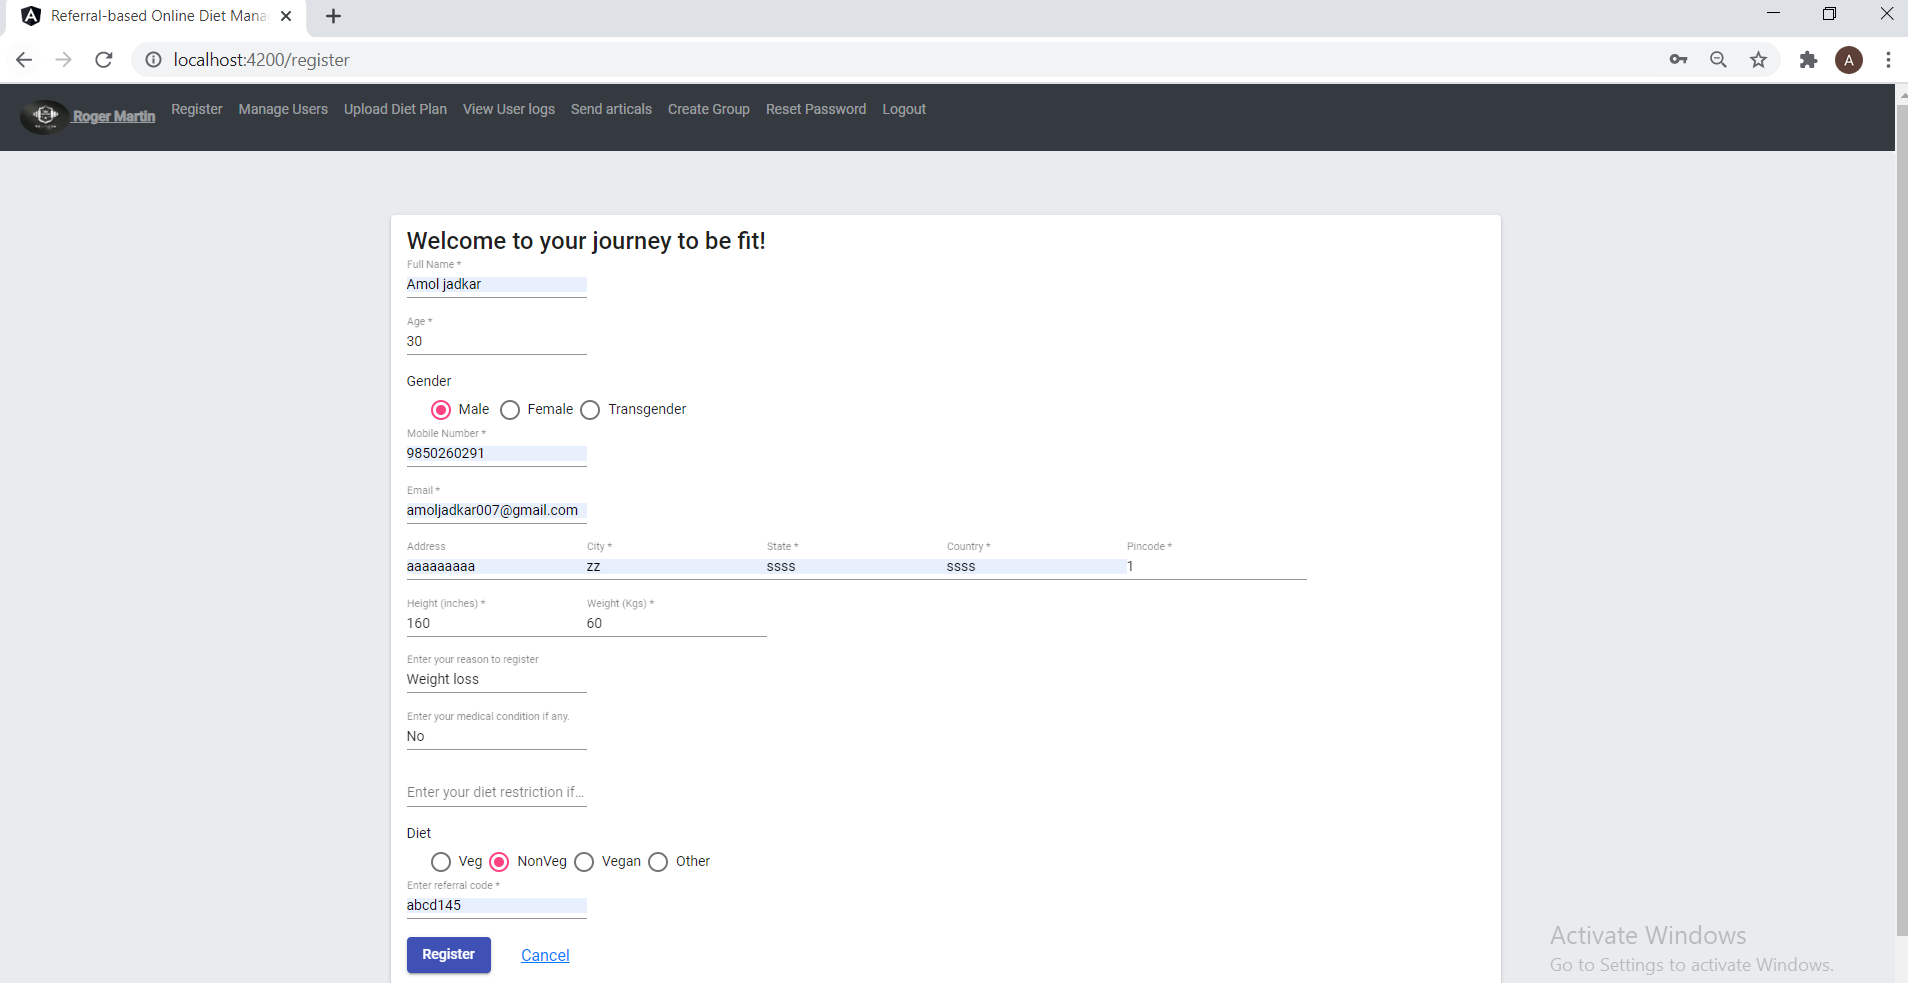 Referral-based Online Diet Mana
localhost:4200/register
A
Roger Martin Register Manage Users Upload Diet Plan View User logs Send articals Create Group Reset Password Logout
Welcome to your journey to be fit!
Full Name *
Amol jadkar
Age *
30
Gender
Male Female Transgender
Mobile Number *
9850260291
Email *
amoljadkar007@gmail.com
Address City * State * Country * Pincode *
aaaaaaaaa zz ssss ssss 1
Height (inches) * Weight (Kgs) *
160 60
Enter your reason to register
Weight loss
Enter your medical condition if any.
No
Enter your diet restriction if...
Diet
Veg NonVeg Vegan Other
Enter referral code *
abcd145
Register Cancel
Activate Windows
Go to Settings to activate Windows.